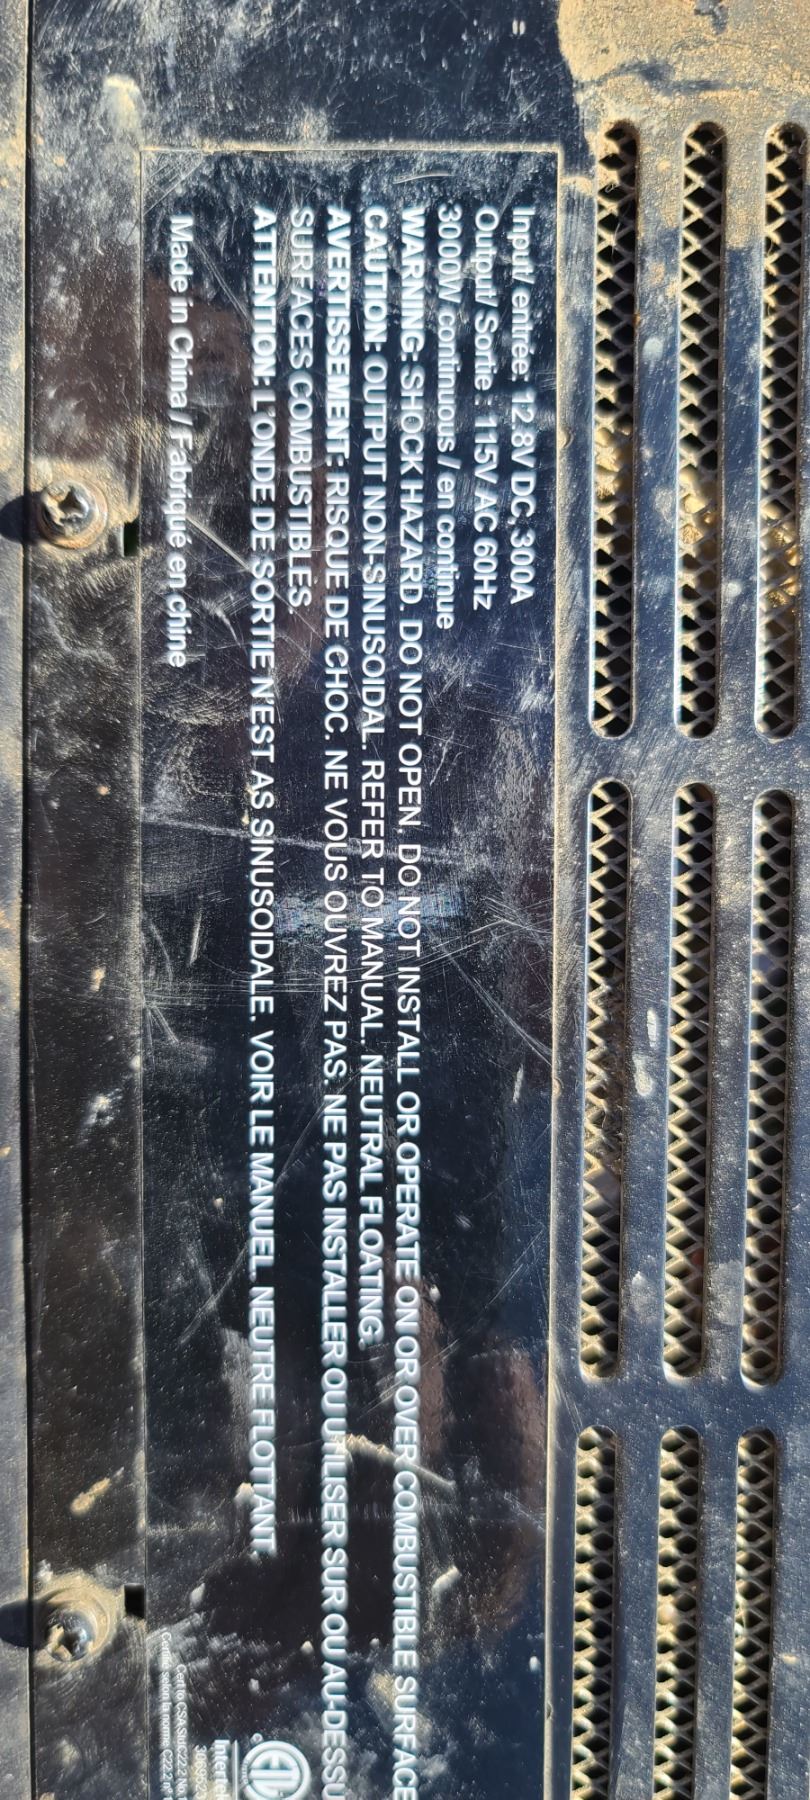 Input/ entrée: 12.8V DC, 300A
Output/ Sortie : 115V AC 60Hz
3000W continuous / en continue
WARNING: SHOCK HAZARD. DO NOT OPEN, DO NOT INSTALL OR OPERATE ON OR OVER COMBUSTIBLE SURFACE
CAUTION: OUTPUT NON-SINUSOIDAL. REFER TO MANUAL. NEUTRAL FLOATING.
AVERTISSEMENT: RISQUE DE CHOC. NE VOUS OUVREZ PAS. NE PAS INSTALLER OU UTILISER SUR OU AU-DESSU
SURFACES COMBUSTIBLES.
ATTENTION: L'ONDE DE SORTIE N'EST AS SINUSOIDALE. VOIR LE MANUEL. NEUTRE FLOTTANT.
Made in China / Fabriqué en chine
Intertek